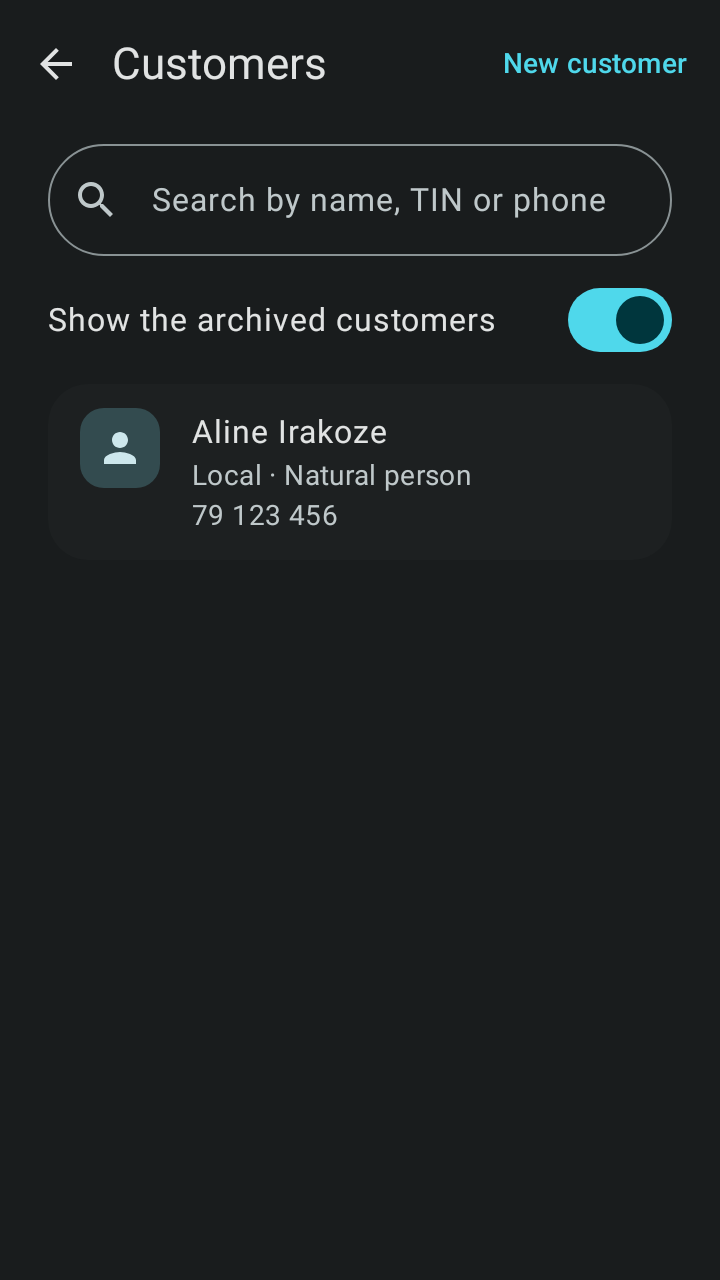 Customers
New customer
Search by name, TIN or phone
Show the archived customers
Aline Irakoze
Local · Natural person
79 123 456